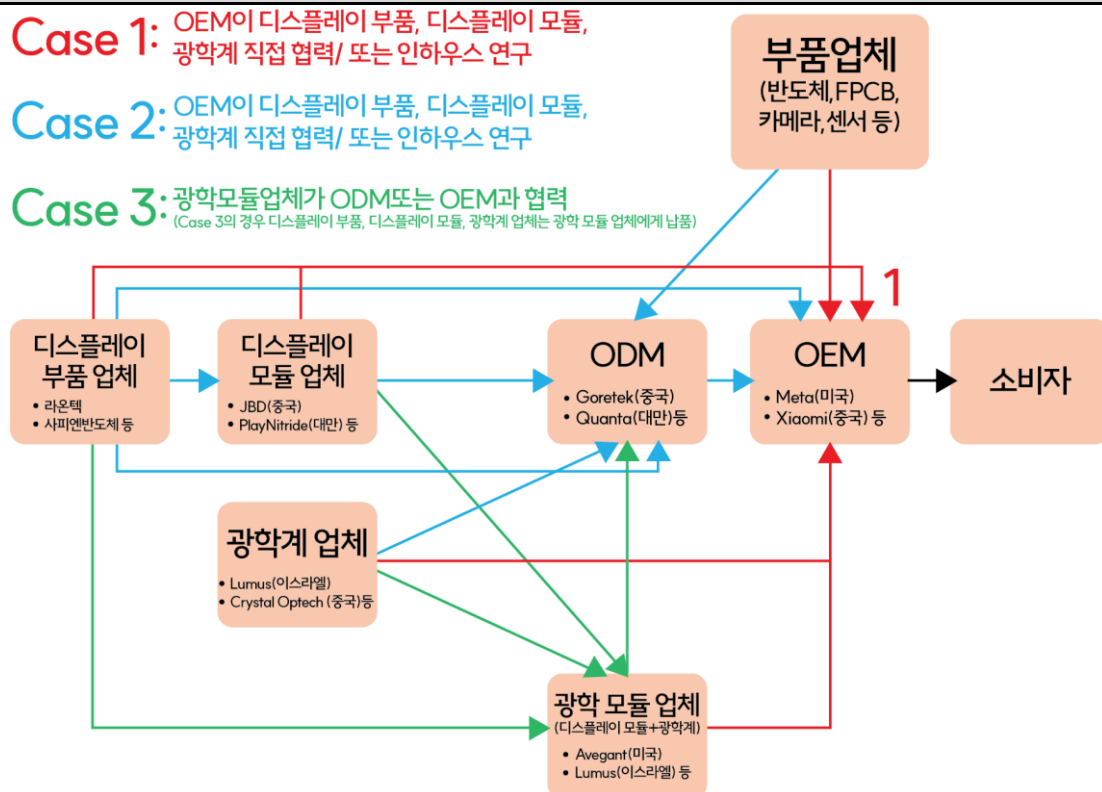 Case 1: OEM이 디스플레이 부품, 디스플레이 모듈,
광학계 직접 협력/ 또는 인하우스 연구
Case 2: OEM이 디스플레이 부품, 디스플레이 모듈,
광학계 직접 협력/ 또는 인하우스 연구
Case 3: 광학모듈업체가 ODM또는 OEM과 협력
(Case 3의 경우 디스플레이 부품, 디스플레이 모듈, 광학계 업체는 광학 모듈 업체에게 납품)
부품업체
(반도체,FPCB,
카메라,센서 등)
1
디스플레이
부품 업체
• 라온텍
• 사피엔반도체 등
디스플레이
모듈 업체
• JBD(중국)
• PlayNitride(대만) 등
ODM
• Goretek(중국)
• Quanta(대만)등
OEM
• Meta(미국)
• Xiaomi(중국) 등
소비자
광학계 업체
• Lumus(이스라엘)
• Crystal Optech (중국)등
광학 모듈 업체
(디스플레이 모듈+광학계)
• Avegant(미국)
• Lumus(이스라엘) 등